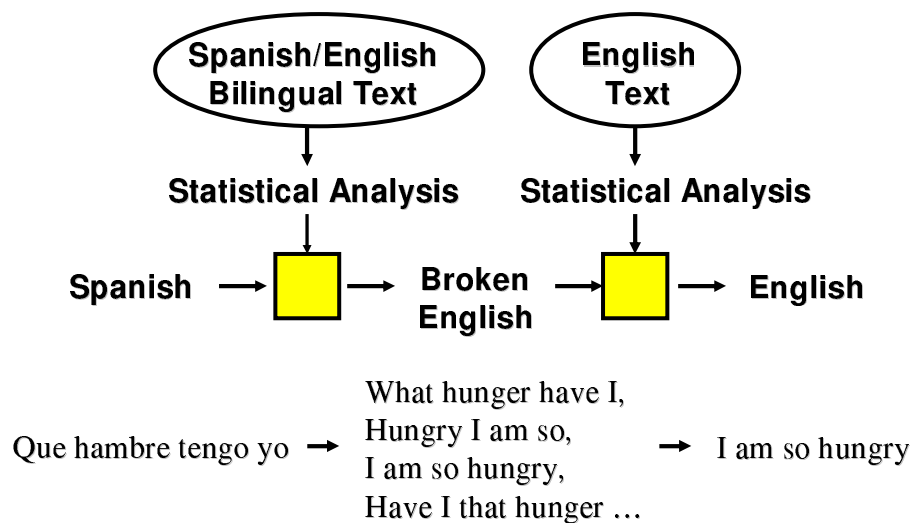 Spanish/English
Bilingual Text
English
Text
Statistical Analysis
Statistical Analysis
Spanish
Broken
English
English
Que hambre tengo yo
What hunger have I,
Hungry I am so,
I am so hungry,
Have I that hunger …
I am so hungry